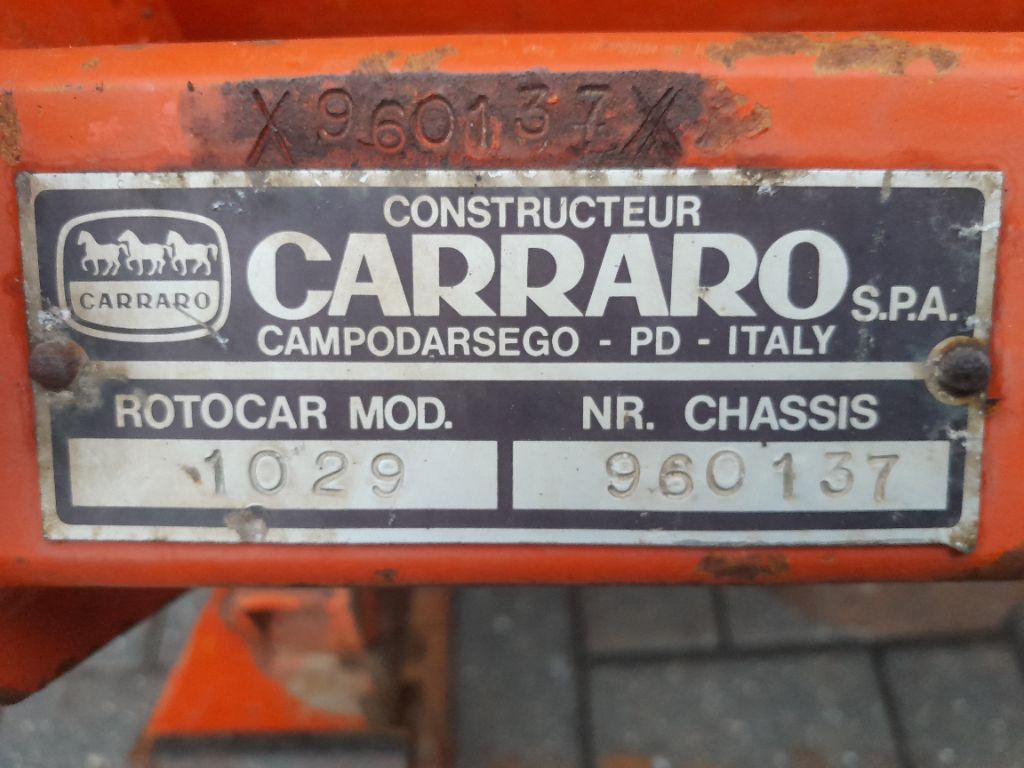 X960137X
CONSTRUCTEUR
CARRARO
CARRARO S.P.A.
CAMPODARSEGO - PD - ITALY
ROTOCAR MOD. NR. CHASSIS
1029 960137